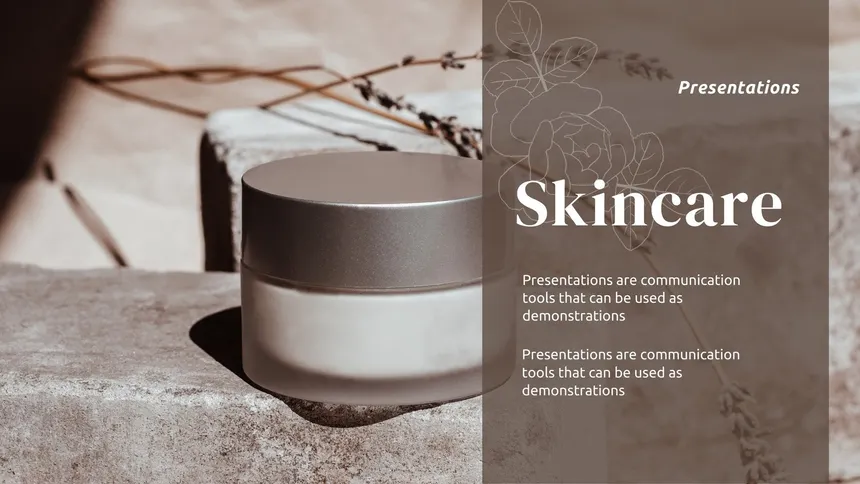 Presentations
Skincare
Presentations are communication
tools that can be used as
demonstrations
Presentations are communication
tools that can be used as
demonstrations